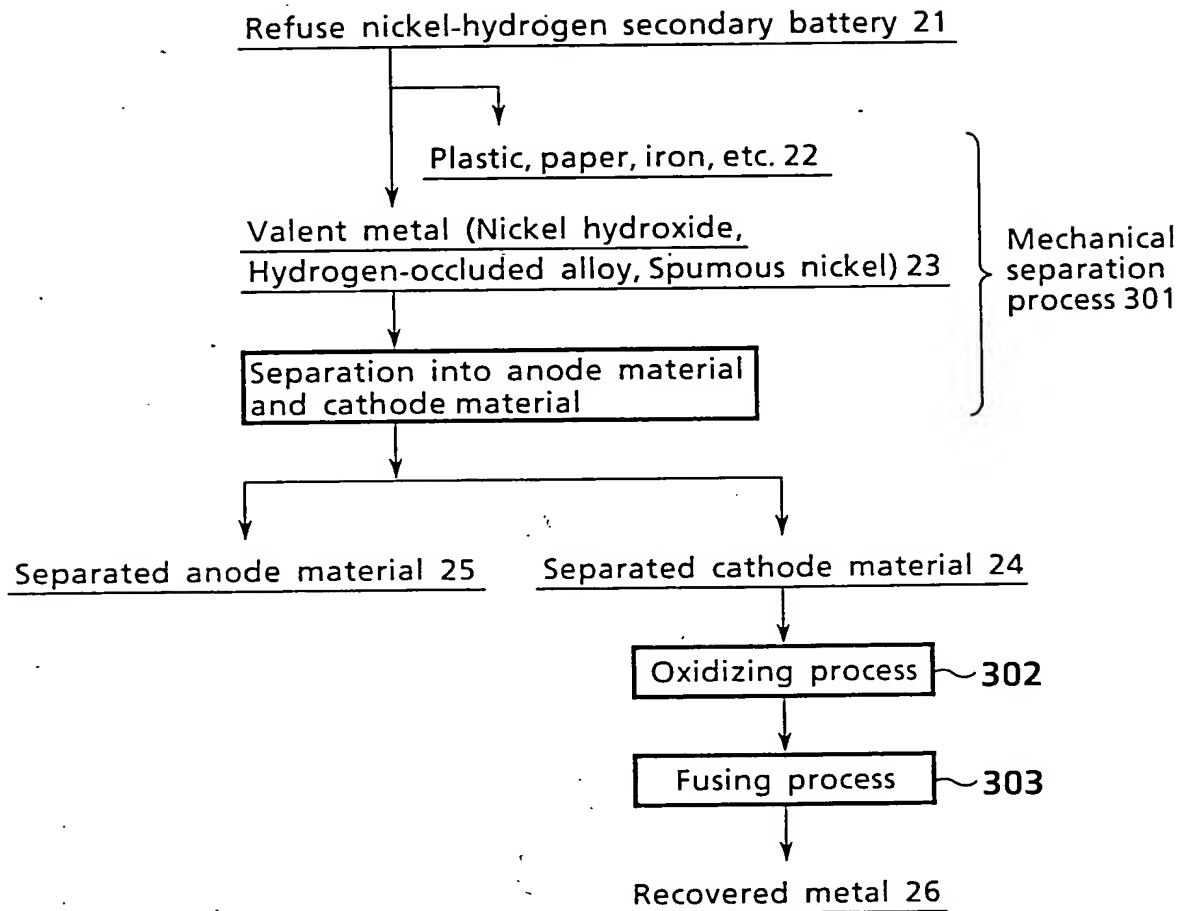 Refuse nickel-hydrogen secondary battery 21
Plastic, paper, iron, etc. 22
Valent metal (Nickel hydroxide,
Hydrogen-occluded alloy, Spumous nickel) 23
Mechanical
separation
process 301
Separation into anode material
and cathode material
Separated anode material 25
Separated cathode material 24
Oxidizing process
302
Fusing process
303
Recovered metal 26